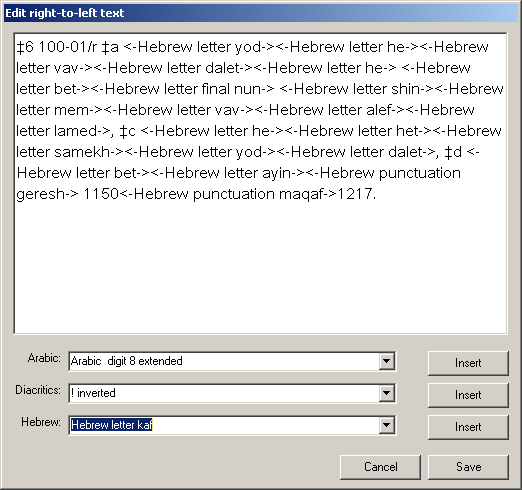 Edit right-to-left text
‡6 100-01/r ‡a <-Hebrew letter yod-><-Hebrew letter he-><-Hebrew
letter vav-><-Hebrew letter dalet-><-Hebrew letter he-> <-Hebrew
letter bet-><-Hebrew letter final nun-> <-Hebrew letter shin-><-Hebrew
letter mem-><-Hebrew letter vav-><-Hebrew letter alef-><-Hebrew
letter lamed->, ‡c <-Hebrew letter he-><-Hebrew letter het-><-Hebrew
letter samekh-><-Hebrew letter yod-><-Hebrew letter dalet->, ‡d <-
Hebrew letter bet-><-Hebrew letter ayin-><-Hebrew punctuation
geresh-> 1150<-Hebrew punctuation maqaf->1217.
Arabic: Arabic  digit 8 extended Insert
Diacritics: ! inverted Insert
Hebrew: Hebrew letter kaf Insert
Cancel Save